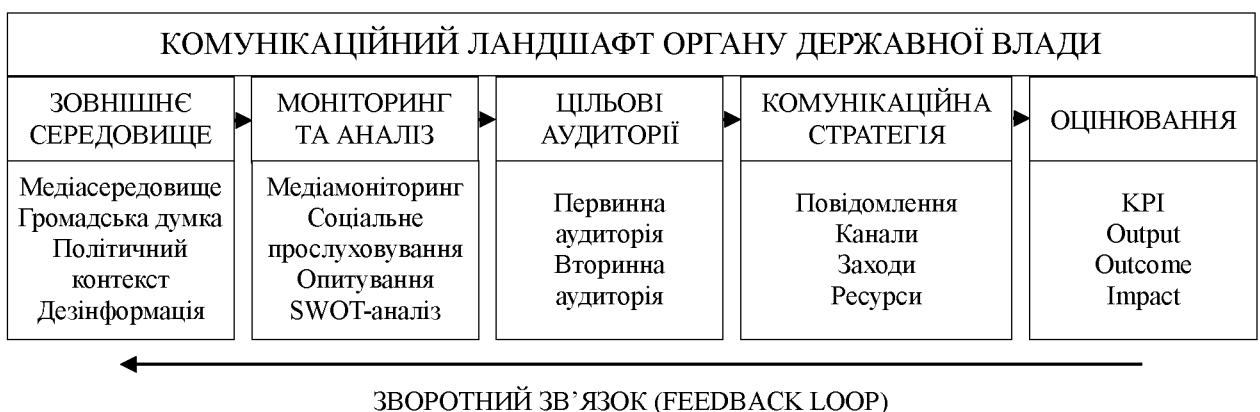 КОМУНІКАЦІЙНИЙ ЛАНДШАФТ ОРГАНУ ДЕРЖАВНОЇ ВЛАДИ
ЗОВНІШНЄ
СЕРЕДОВИЩЕ
Медіасередовище
Громадська думка
Політичний
контекст
Дезінформація
МОНІТОРИНГ
ТА АНАЛІЗ
Медіамоніторинг
Соціальне
прослуховування
Опитування
SWOT-аналіз
ЦІЛЬОВІ
АУДИТОРІЇ
Первинна
аудиторія
Вторинна
аудиторія
КОМУНІКАЦІЙНА
СТРАТЕГІЯ
Повідомлення
Канали
Заходи
Ресурси
ОЦІНЮВАННЯ
KPI
Output
Outcome
Impact
ЗВОРОТНИЙ ЗВ’ЯЗОК (FEEDBACK LOOP)